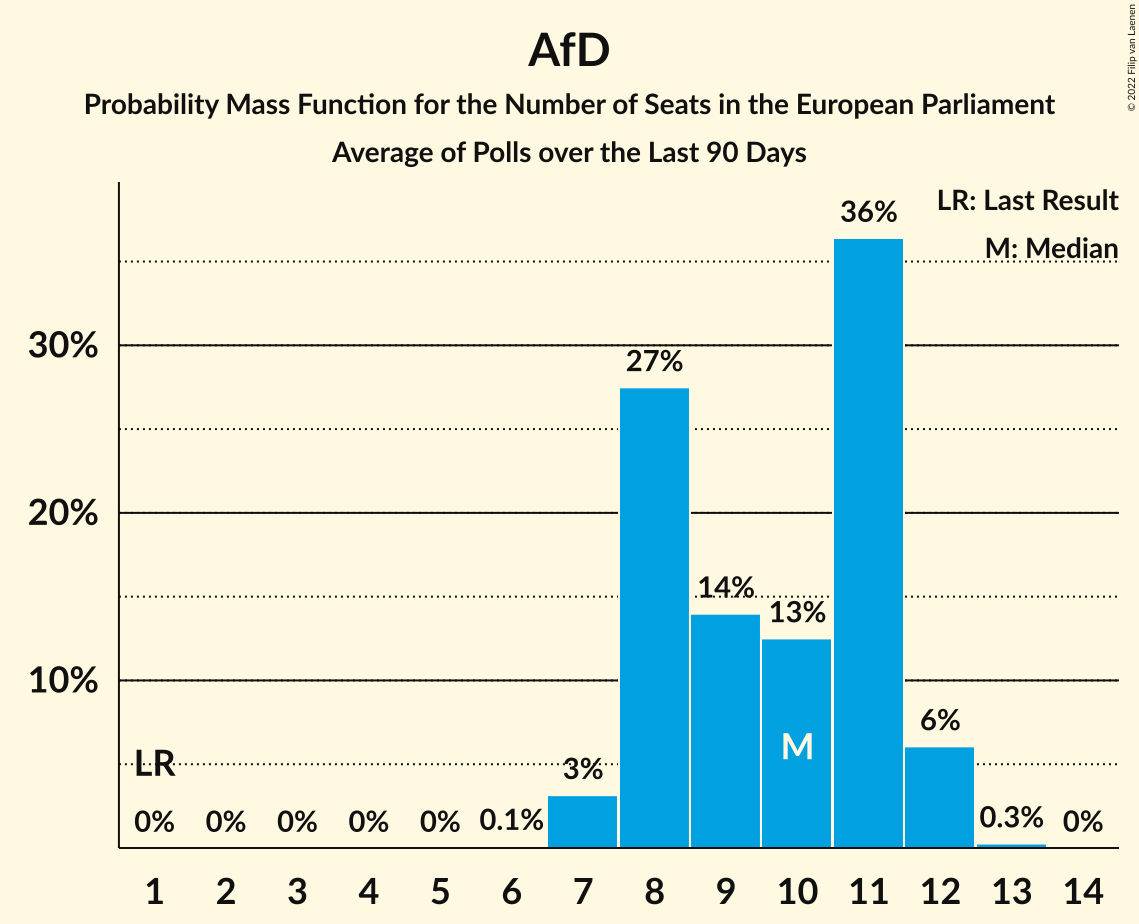 AfD
Probability Mass Function for the Number of Seats in the European Parliament
Average of Polls over the Last 90 Days
© 2022 Filip van Laenen
LR: Last Result
M: Median
36%
30%
27%
20%
14%
13%
10%
6%
M
LR
3%
0%
0%
0%
0%
0%
0.1%
0.3%
0%
1 2 3 4 5 6 7 8 9 10 11 12 13 14